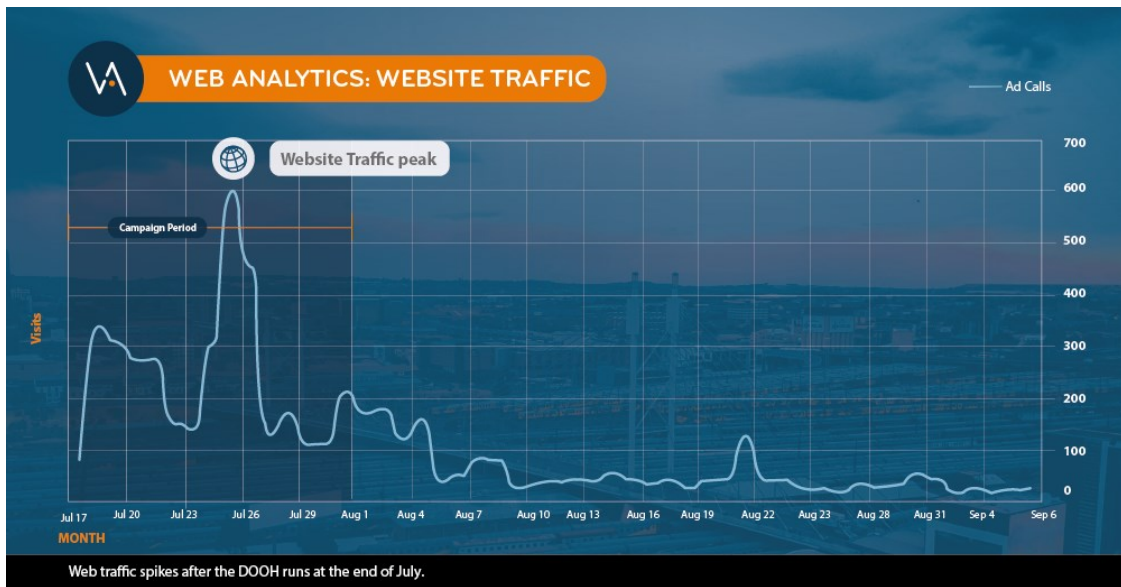 WEB ANALYTICS: WEBSITE TRAFFIC
Ad Calls
Website Traffic peak
Campaign Period
700
600
500
400
300
200
100
0
Visits
Jul 17 Jul 20 Jul 23 Jul 26 Jul 29 Aug 1 Aug 4 Aug 7 Aug 10 Aug 13 Aug 16 Aug 19 Aug 22 Aug 23 Aug 28 Aug 31 Sep 4 Sep 6
MONTH
Web traffic spikes after the DOOH runs at the end of July.